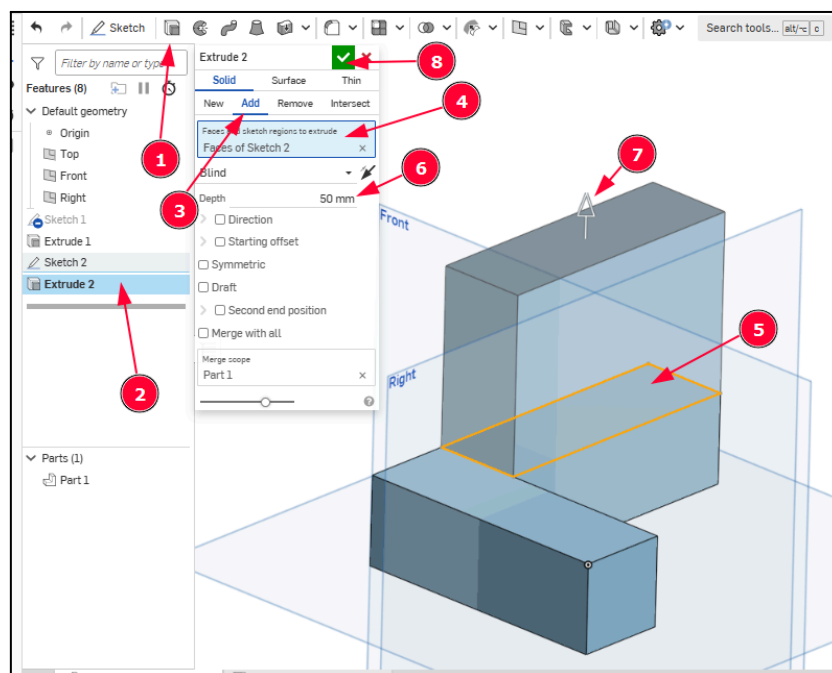 Sketch
Search tools... alt/⌥ c
Extrude 2
8
Filter by name or type
Solid Surface Thin
Features (8)
New Add Remove Intersect
4
Default geometry
1
Faces and sketch regions to extrude
Origin
Faces of Sketch 2
Top
3
Blind
6
7
Front
Right
Depth 50 mm
Front
Sketch 1
Direction
Extrude 1
Starting offset
Sketch 2
Symmetric
Extrude 2
Draft
Second end position
5
Merge with all
Right
2
Merge scope
Part 1
Parts (1)
Part 1